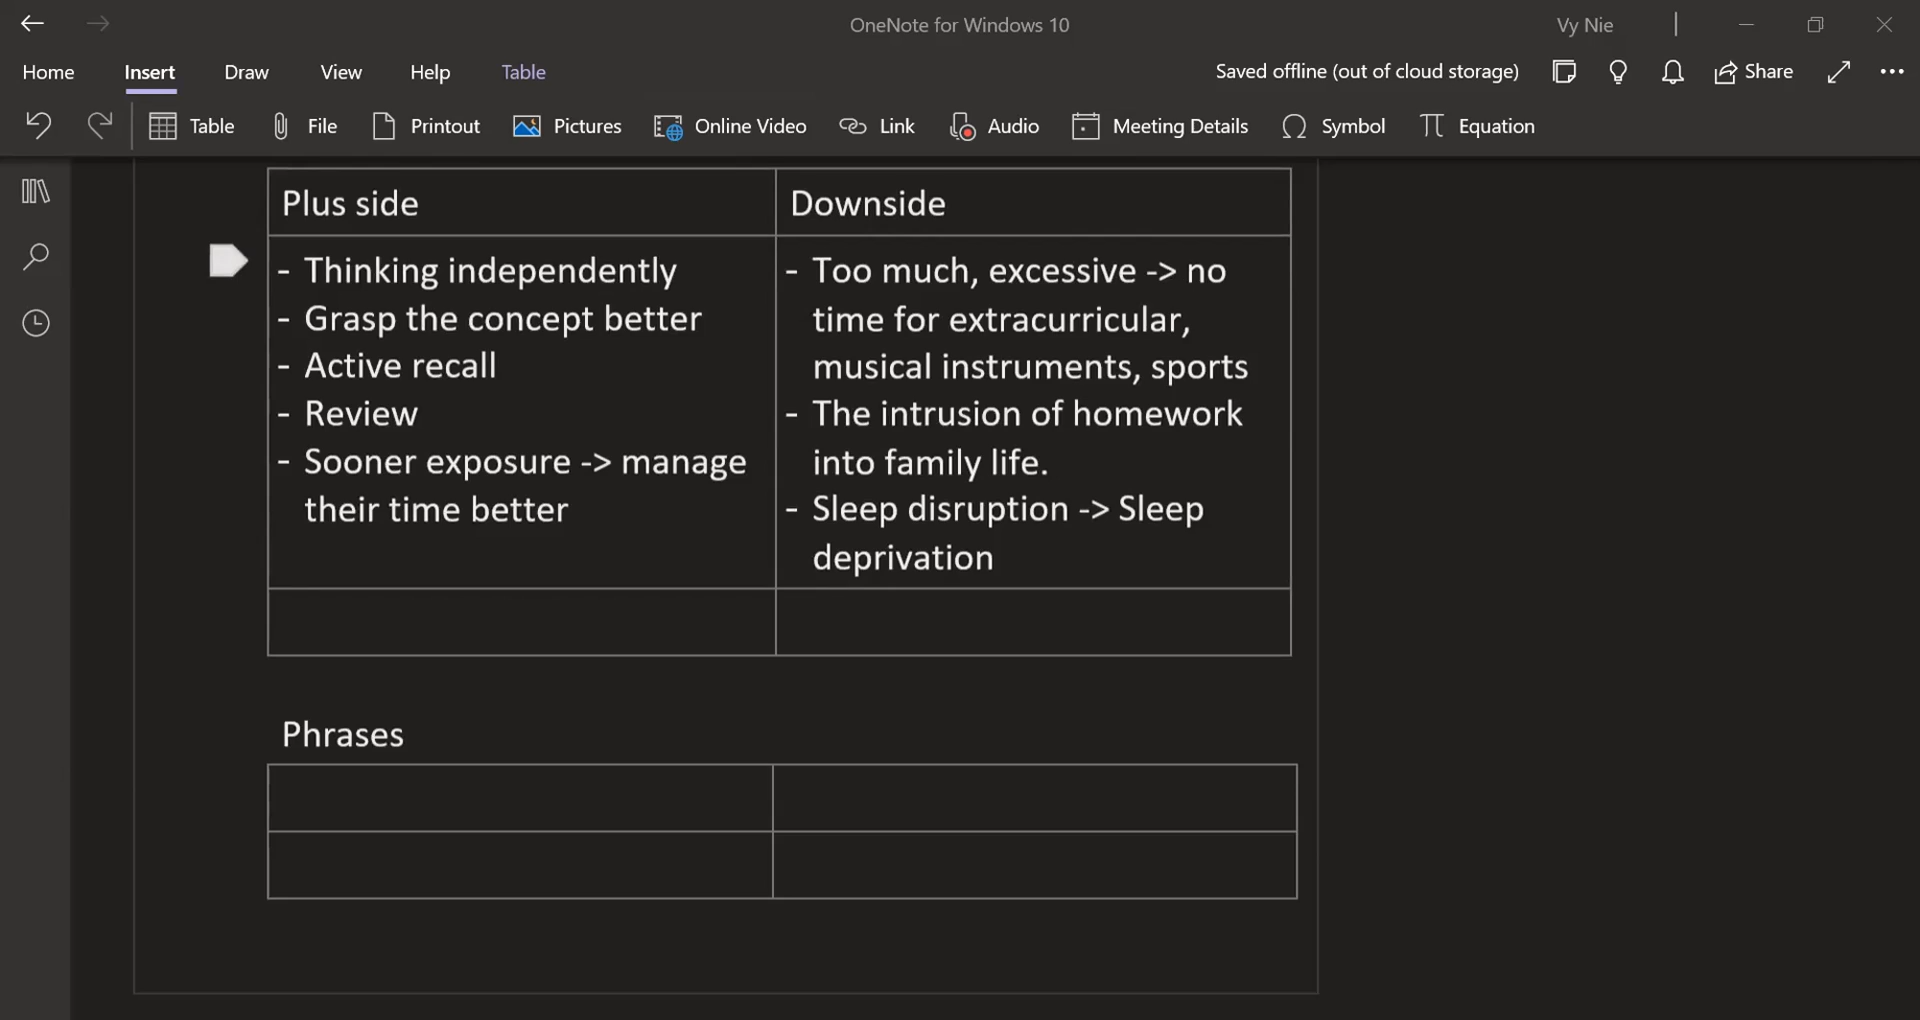 OneNote for Windows 10
Vy Nie
Home Insert Draw View Help Table
Saved offline (out of cloud storage)
Share
Table File Printout Pictures Online Video Link Audio Meeting Details Symbol Equation
Plus side
Downside
- Thinking independently
- Grasp the concept better
- Active recall
- Review
- Sooner exposure -> manage
their time better
- Too much, excessive -> no
time for extracurricular,
musical instruments, sports
- The intrusion of homework
into family life.
- Sleep disruption -> Sleep
deprivation
Phrases